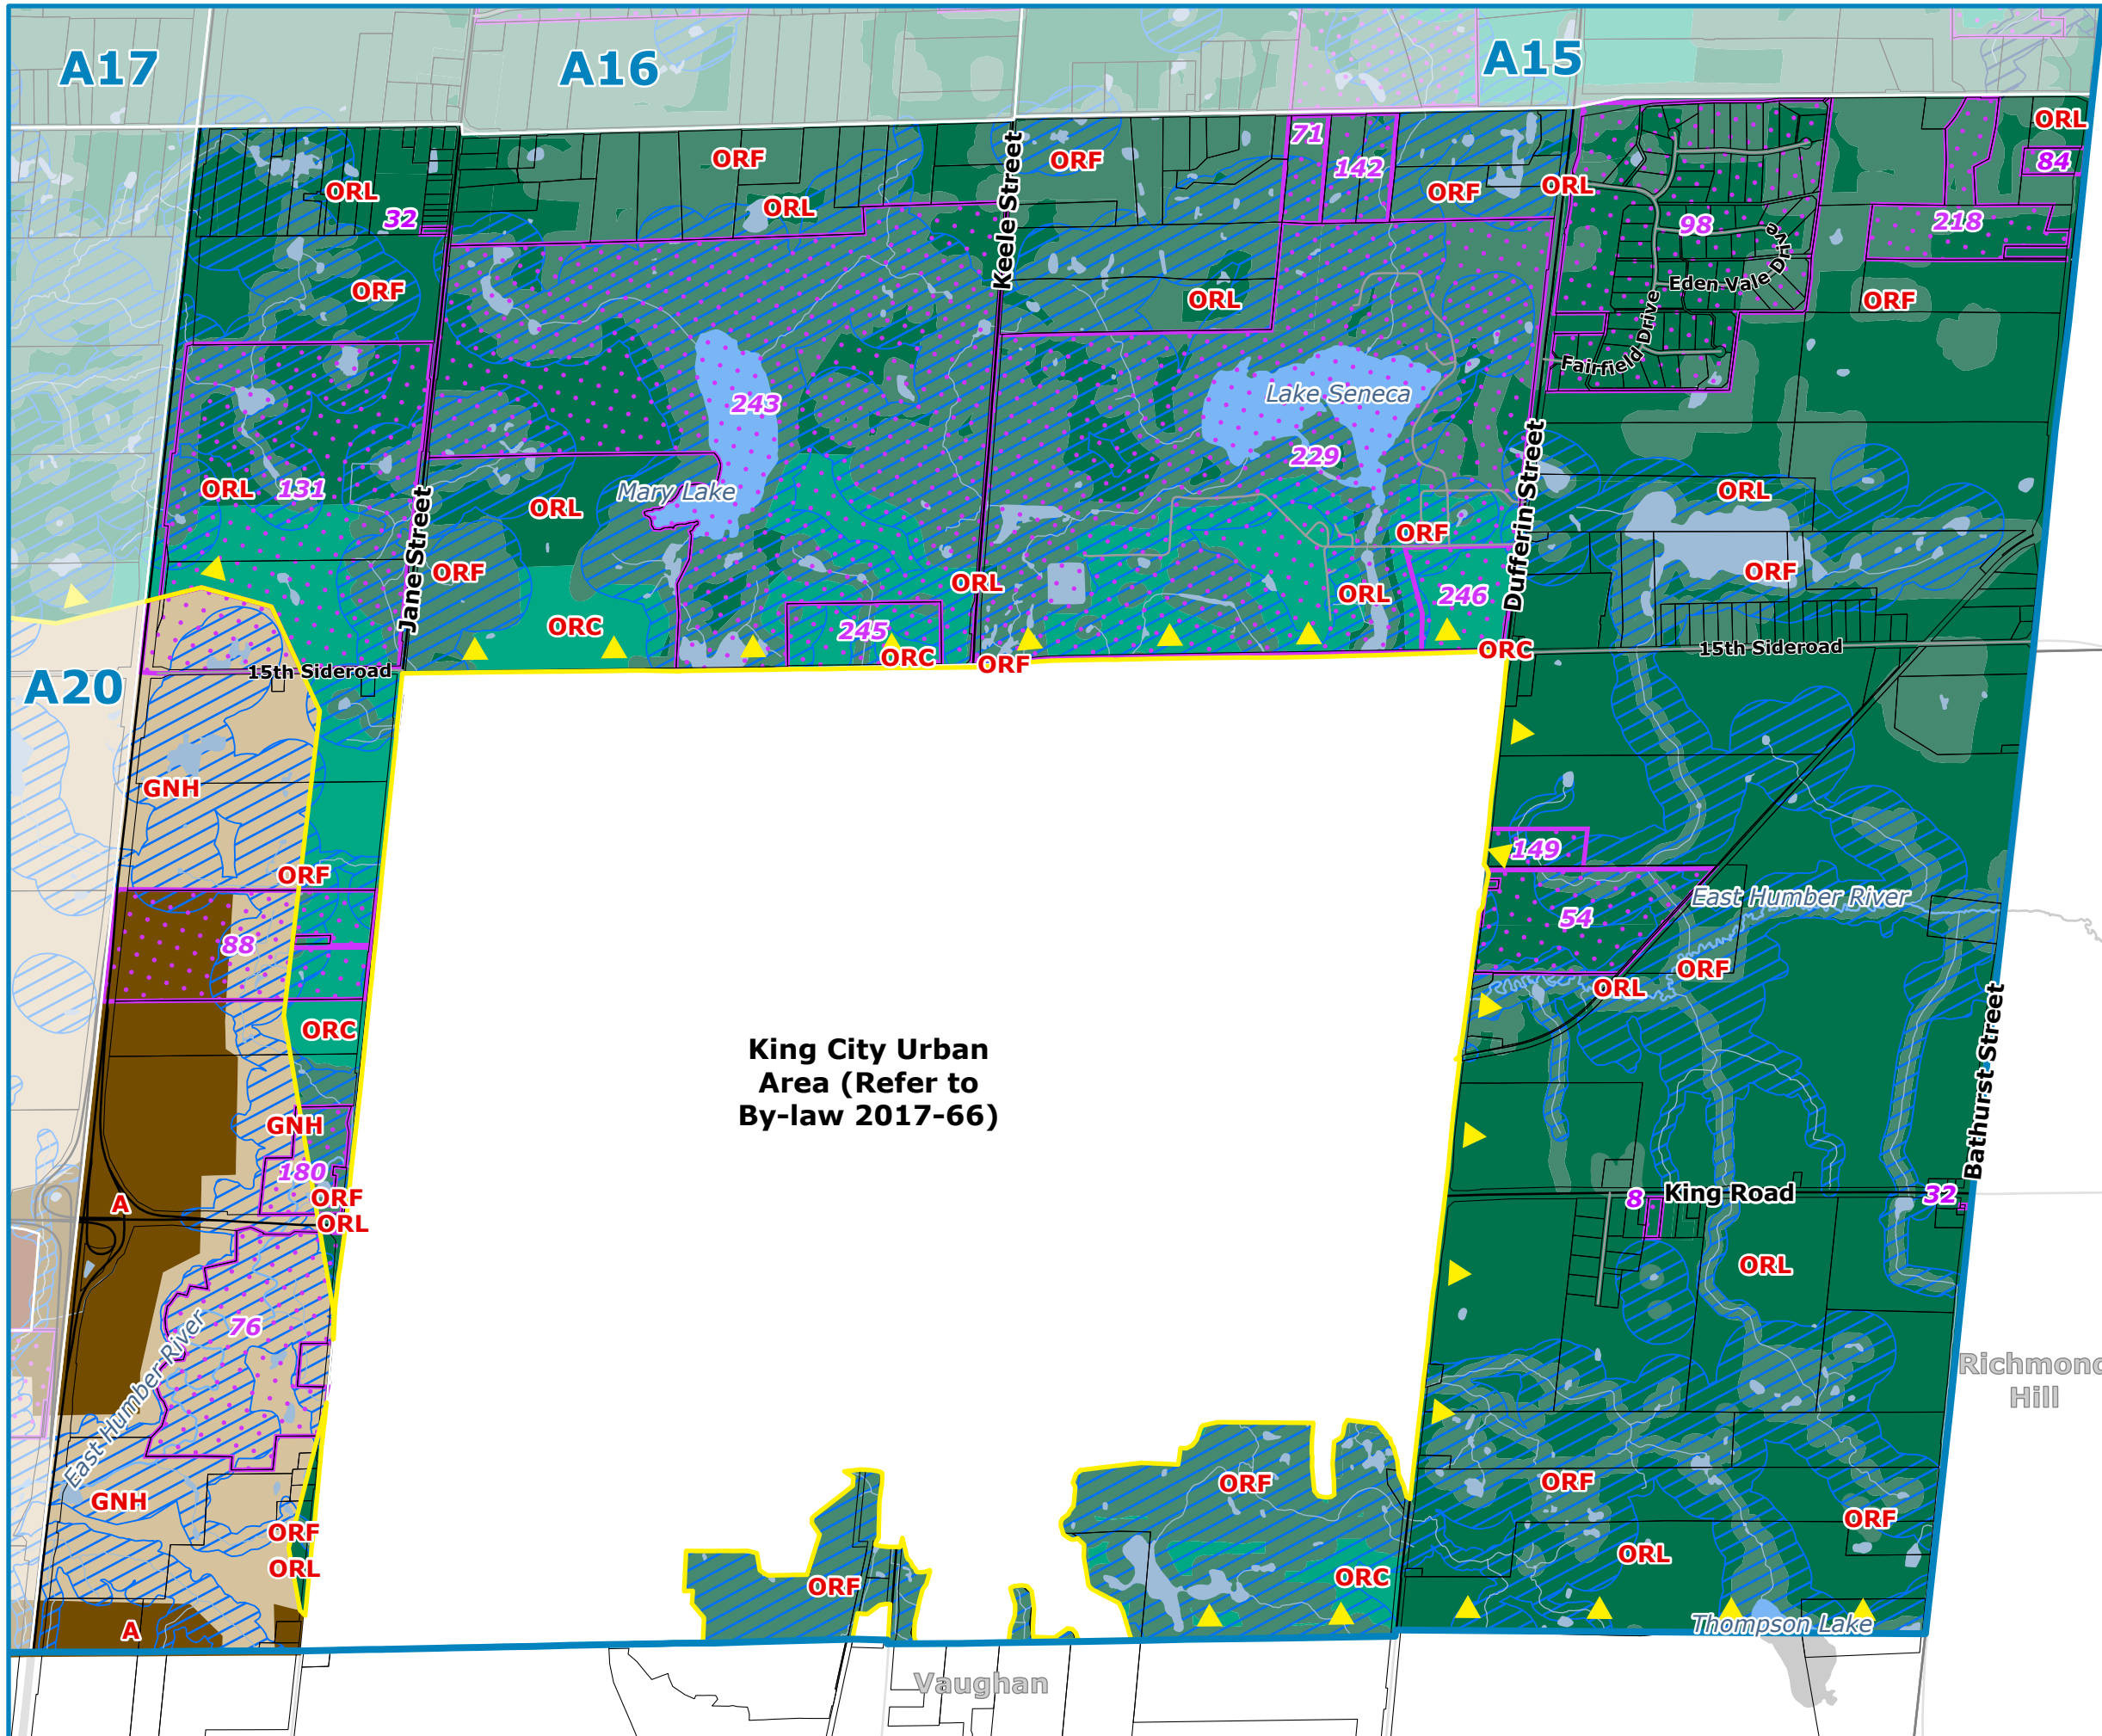 A17
A16
A15
ORL
ORF
ORF
71
84
142
ORL
32
ORL
ORF
ORL
Keele Street
98
218
Eden Vale Drive
ORF
ORL
ORF
Fairfield Drive
243
Lake Seneca
229
ORL
131
Mary Lake
ORL
Jane Street
ORF
ORL
ORF
Dufferin Street
ORL
ORF
ORL
246
ORC
245
ORC
ORF
ORC
15th Sideroad
15th Sideroad
A20
GNH
ORF
149
88
54
East Humber River
ORF
ORL
ORC
King City Urban
Area (Refer to
By-law 2017-66)
Bathurst Street
GNH
180
ORF
ORL
A
8
King Road
32
ORL
76
East Humber River
Richmond
Hill
GNH
ORF
ORL
A
ORF
ORF
ORC
ORF
ORF
ORL
Thompson Lake
Vaughan